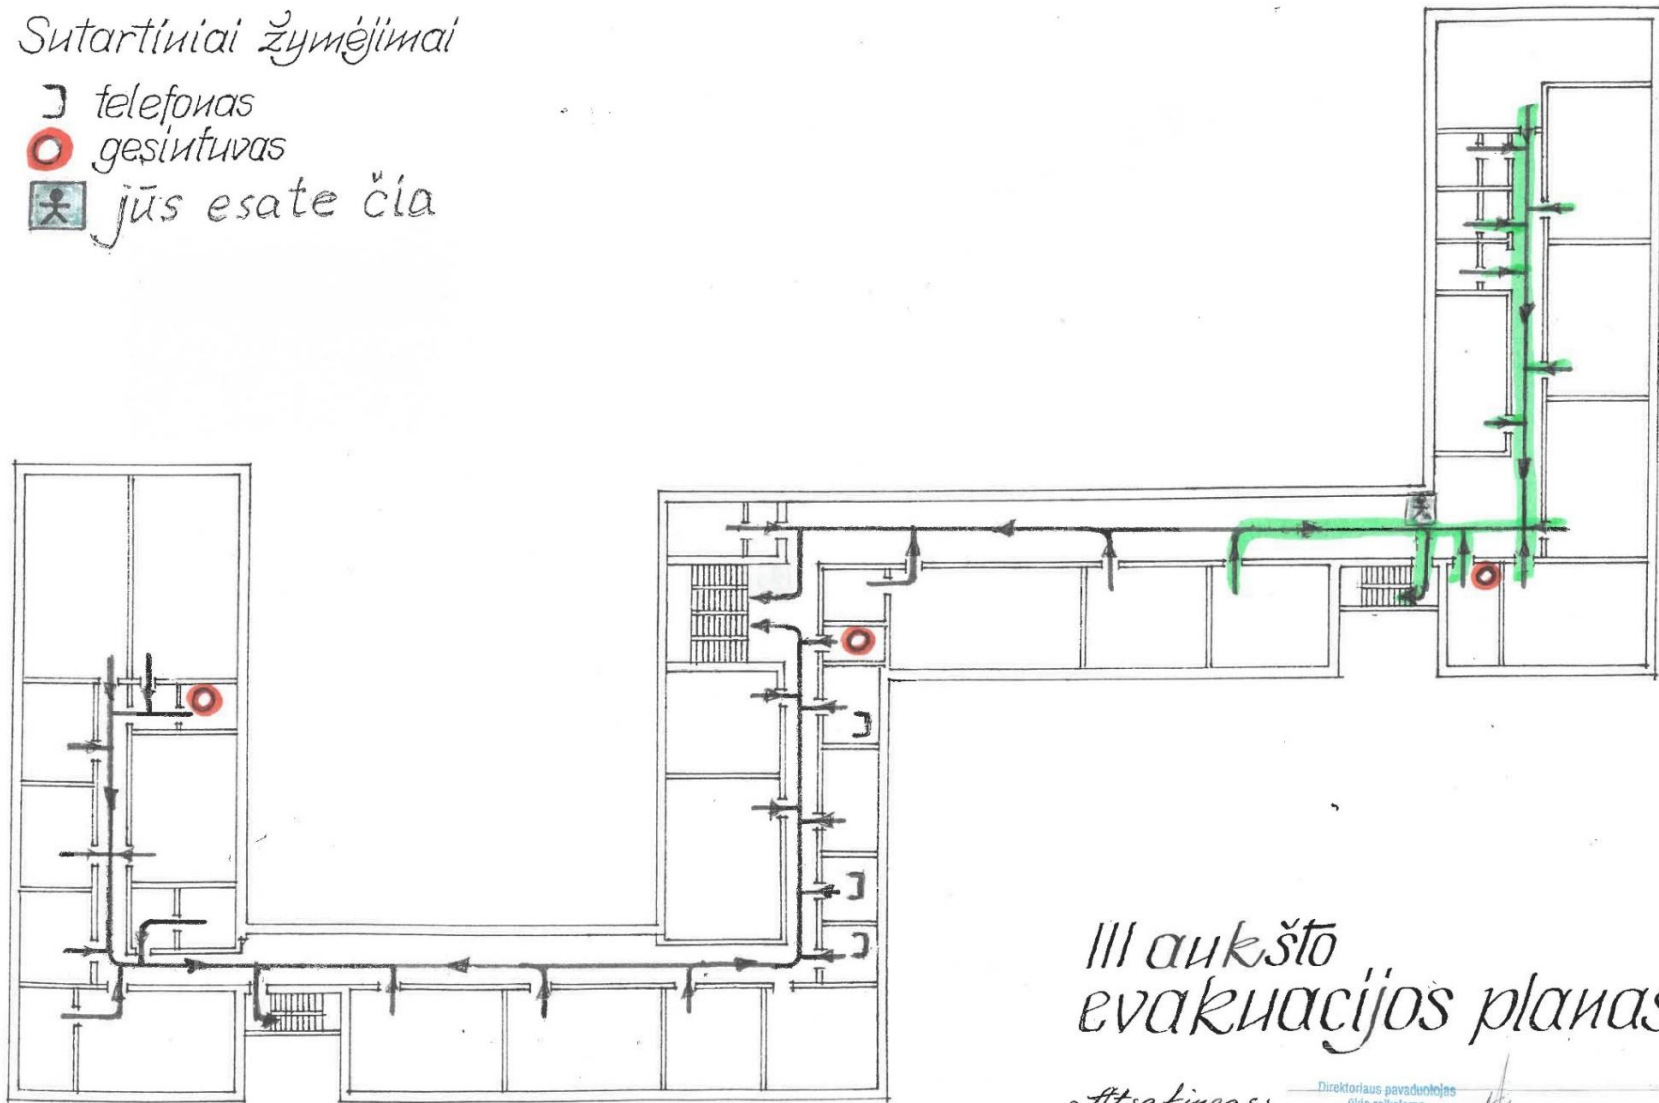 Sutartiniai žymėjimai
telefonas
gesintuvas
jūs esate čia
III aukšto
evakuacijos planas
Direktoriaus pavaduotojas